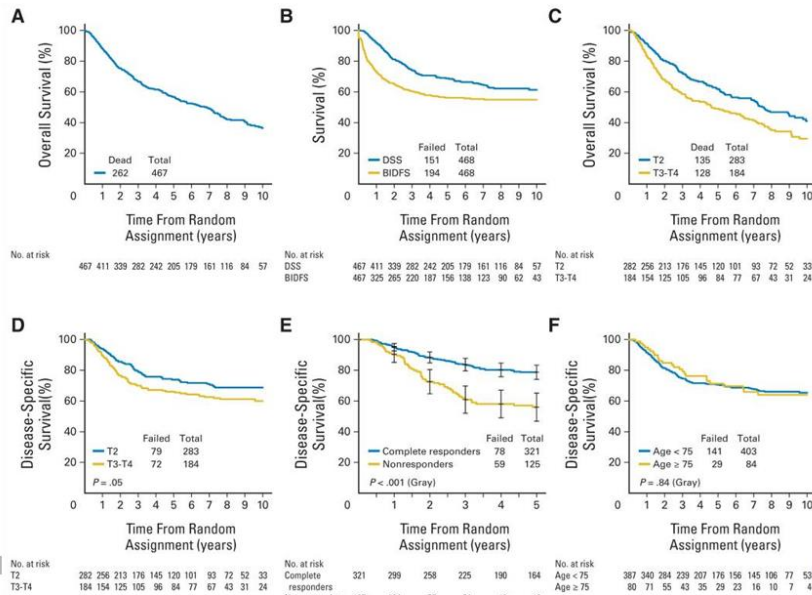 A
Overall Survival (%)
100
80
60
40
20
Dead Total
262 467
0 1 2 3 4 5 6 7 8 9 10
Time From Random
Assignment (years)
No. at risk
467 411 339 282 242 205 179 161 116 84 57
B
Survival (%)
100
80
60
40
20
Failed Total
DSS 151 468
BIDFS 194 468
0 1 2 3 4 5 6 7 8 9 10
Time From Random
Assignment (years)
No. at risk
DSS 467 411 339 282 242 205 179 161 116 84 57
BIDFS 467 325 265 220 187 156 138 123 90 62 43
C
Overall Survival (%)
100
80
60
40
20
Dead Total
T2 135 283
T3-T4 128 184
0 1 2 3 4 5 6 7 8 9 10
Time From Random
Assignment (years)
No. at risk
T2 282 256 213 176 145 120 101 93 72 52 33
T3-T4 184 154 125 105 96 84 77 67 43 31 24
D
Disease-Specific
Survival(%)
100
80
60
40
20
Failed Total
T2 79 283
T3-T4 72 184
P = .05
0 1 2 3 4 5 6 7 8 9 10
Time From Random
Assignment (years)
No. at risk
T2 282 256 213 176 145 120 101 93 72 52 33
T3-T4 184 154 125 105 96 84 77 67 43 31 24
E
Disease-Specific
Survival(%)
100
80
60
40
20
Failed Total
Complete responders 78 321
Nonresponders 59 125
P < .001 (Gray)
0 1 2 3 4 5
Time From Random
Assignment (years)
No. at risk
Complete 321 299 258 225 190 164
responders
F
Disease-Specific
Survival(%)
100
80
60
40
20
Failed Total
Age < 75 141 403
Age ≥ 75 29 84
P = .84 (Gray)
0 1 2 3 4 5 6 7 8 9 10
Time From Random
Assignment (years)
No. at risk
Age < 75 387 340 284 239 207 176 156 145 106 77 53
Age ≥ 75 80 71 55 43 35 29 23 16 10 7 4